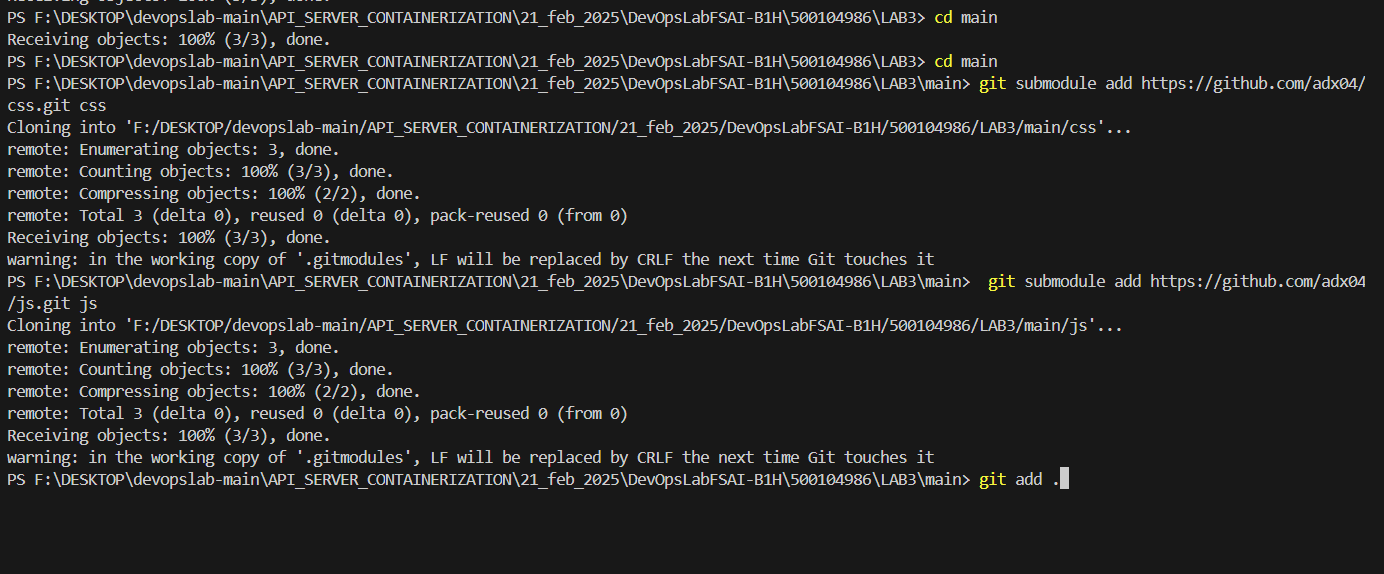 PS F:\DESKTOP\devopslab-main\API_SERVER_CONTAINERIZATION\21_feb_2025\DevOpsLabFSAI-B1H\500104986\LAB3> cd main
Receiving objects: 100% (3/3), done.
PS F:\DESKTOP\devopslab-main\API_SERVER_CONTAINERIZATION\21_feb_2025\DevOpsLabFSAI-B1H\500104986\LAB3> cd main
PS F:\DESKTOP\devopslab-main\API_SERVER_CONTAINERIZATION\21_feb_2025\DevOpsLabFSAI-B1H\500104986\LAB3\main> git submodule add https://github.com/adx04/
css.git css
Cloning into 'F:/DESKTOP/devopslab-main/API_SERVER_CONTAINERIZATION/21_feb_2025/DevOpsLabFSAI-B1H/500104986/LAB3/main/css'...
remote: Enumerating objects: 3, done.
remote: Counting objects: 100% (3/3), done.
remote: Compressing objects: 100% (2/2), done.
remote: Total 3 (delta 0), reused 0 (delta 0), pack-reused 0 (from 0)
Receiving objects: 100% (3/3), done.
warning: in the working copy of '.gitmodules', LF will be replaced by CRLF the next time Git touches it
PS F:\DESKTOP\devopslab-main\API_SERVER_CONTAINERIZATION\21_feb_2025\DevOpsLabFSAI-B1H\500104986\LAB3\main>  git submodule add https://github.com/adx04
/js.git js
Cloning into 'F:/DESKTOP/devopslab-main/API_SERVER_CONTAINERIZATION/21_feb_2025/DevOpsLabFSAI-B1H/500104986/LAB3/main/js'...
remote: Enumerating objects: 3, done.
remote: Counting objects: 100% (3/3), done.
remote: Compressing objects: 100% (2/2), done.
remote: Total 3 (delta 0), reused 0 (delta 0), pack-reused 0 (from 0)
Receiving objects: 100% (3/3), done.
warning: in the working copy of '.gitmodules', LF will be replaced by CRLF the next time Git touches it
PS F:\DESKTOP\devopslab-main\API_SERVER_CONTAINERIZATION\21_feb_2025\DevOpsLabFSAI-B1H\500104986\LAB3\main> git add .